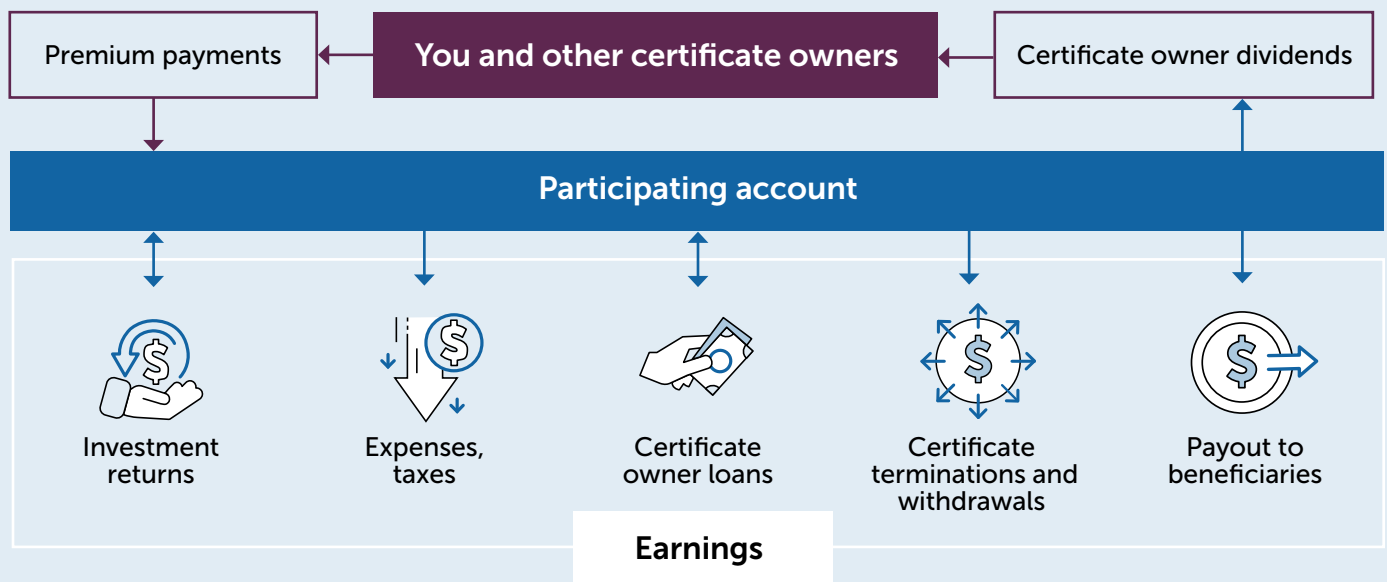 Premium payments
You and other certificate owners
Certificate owner dividends
Participating account
$
$
$
$
Investment
returns
Expenses,
taxes
Certificate
owner loans
Certificate
terminations and
withdrawals
Payout to
beneficiaries
Earnings